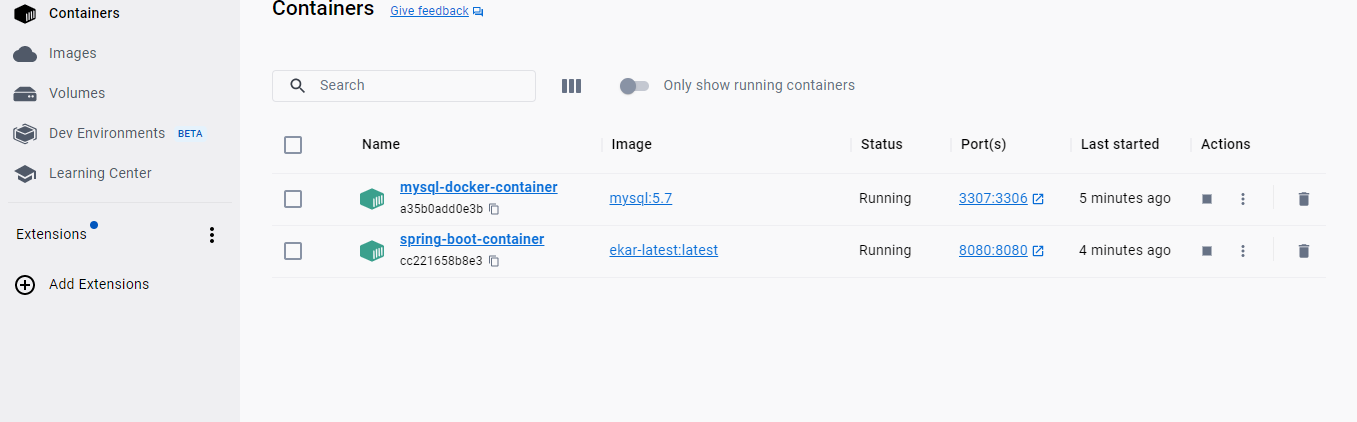 Containers
Images
Volumes
Dev Environments BETA
Learning Center
Extensions
Add Extensions
Containers Give feedback
Search
Only show running containers
Name Image Status Port(s) Last started Actions
mysql-docker-container
a35b0add0e3b
mysql:5.7 Running 3307:3306 5 minutes ago
spring-boot-container
cc221658b8e3
ekar-latest:latest Running 8080:8080 4 minutes ago